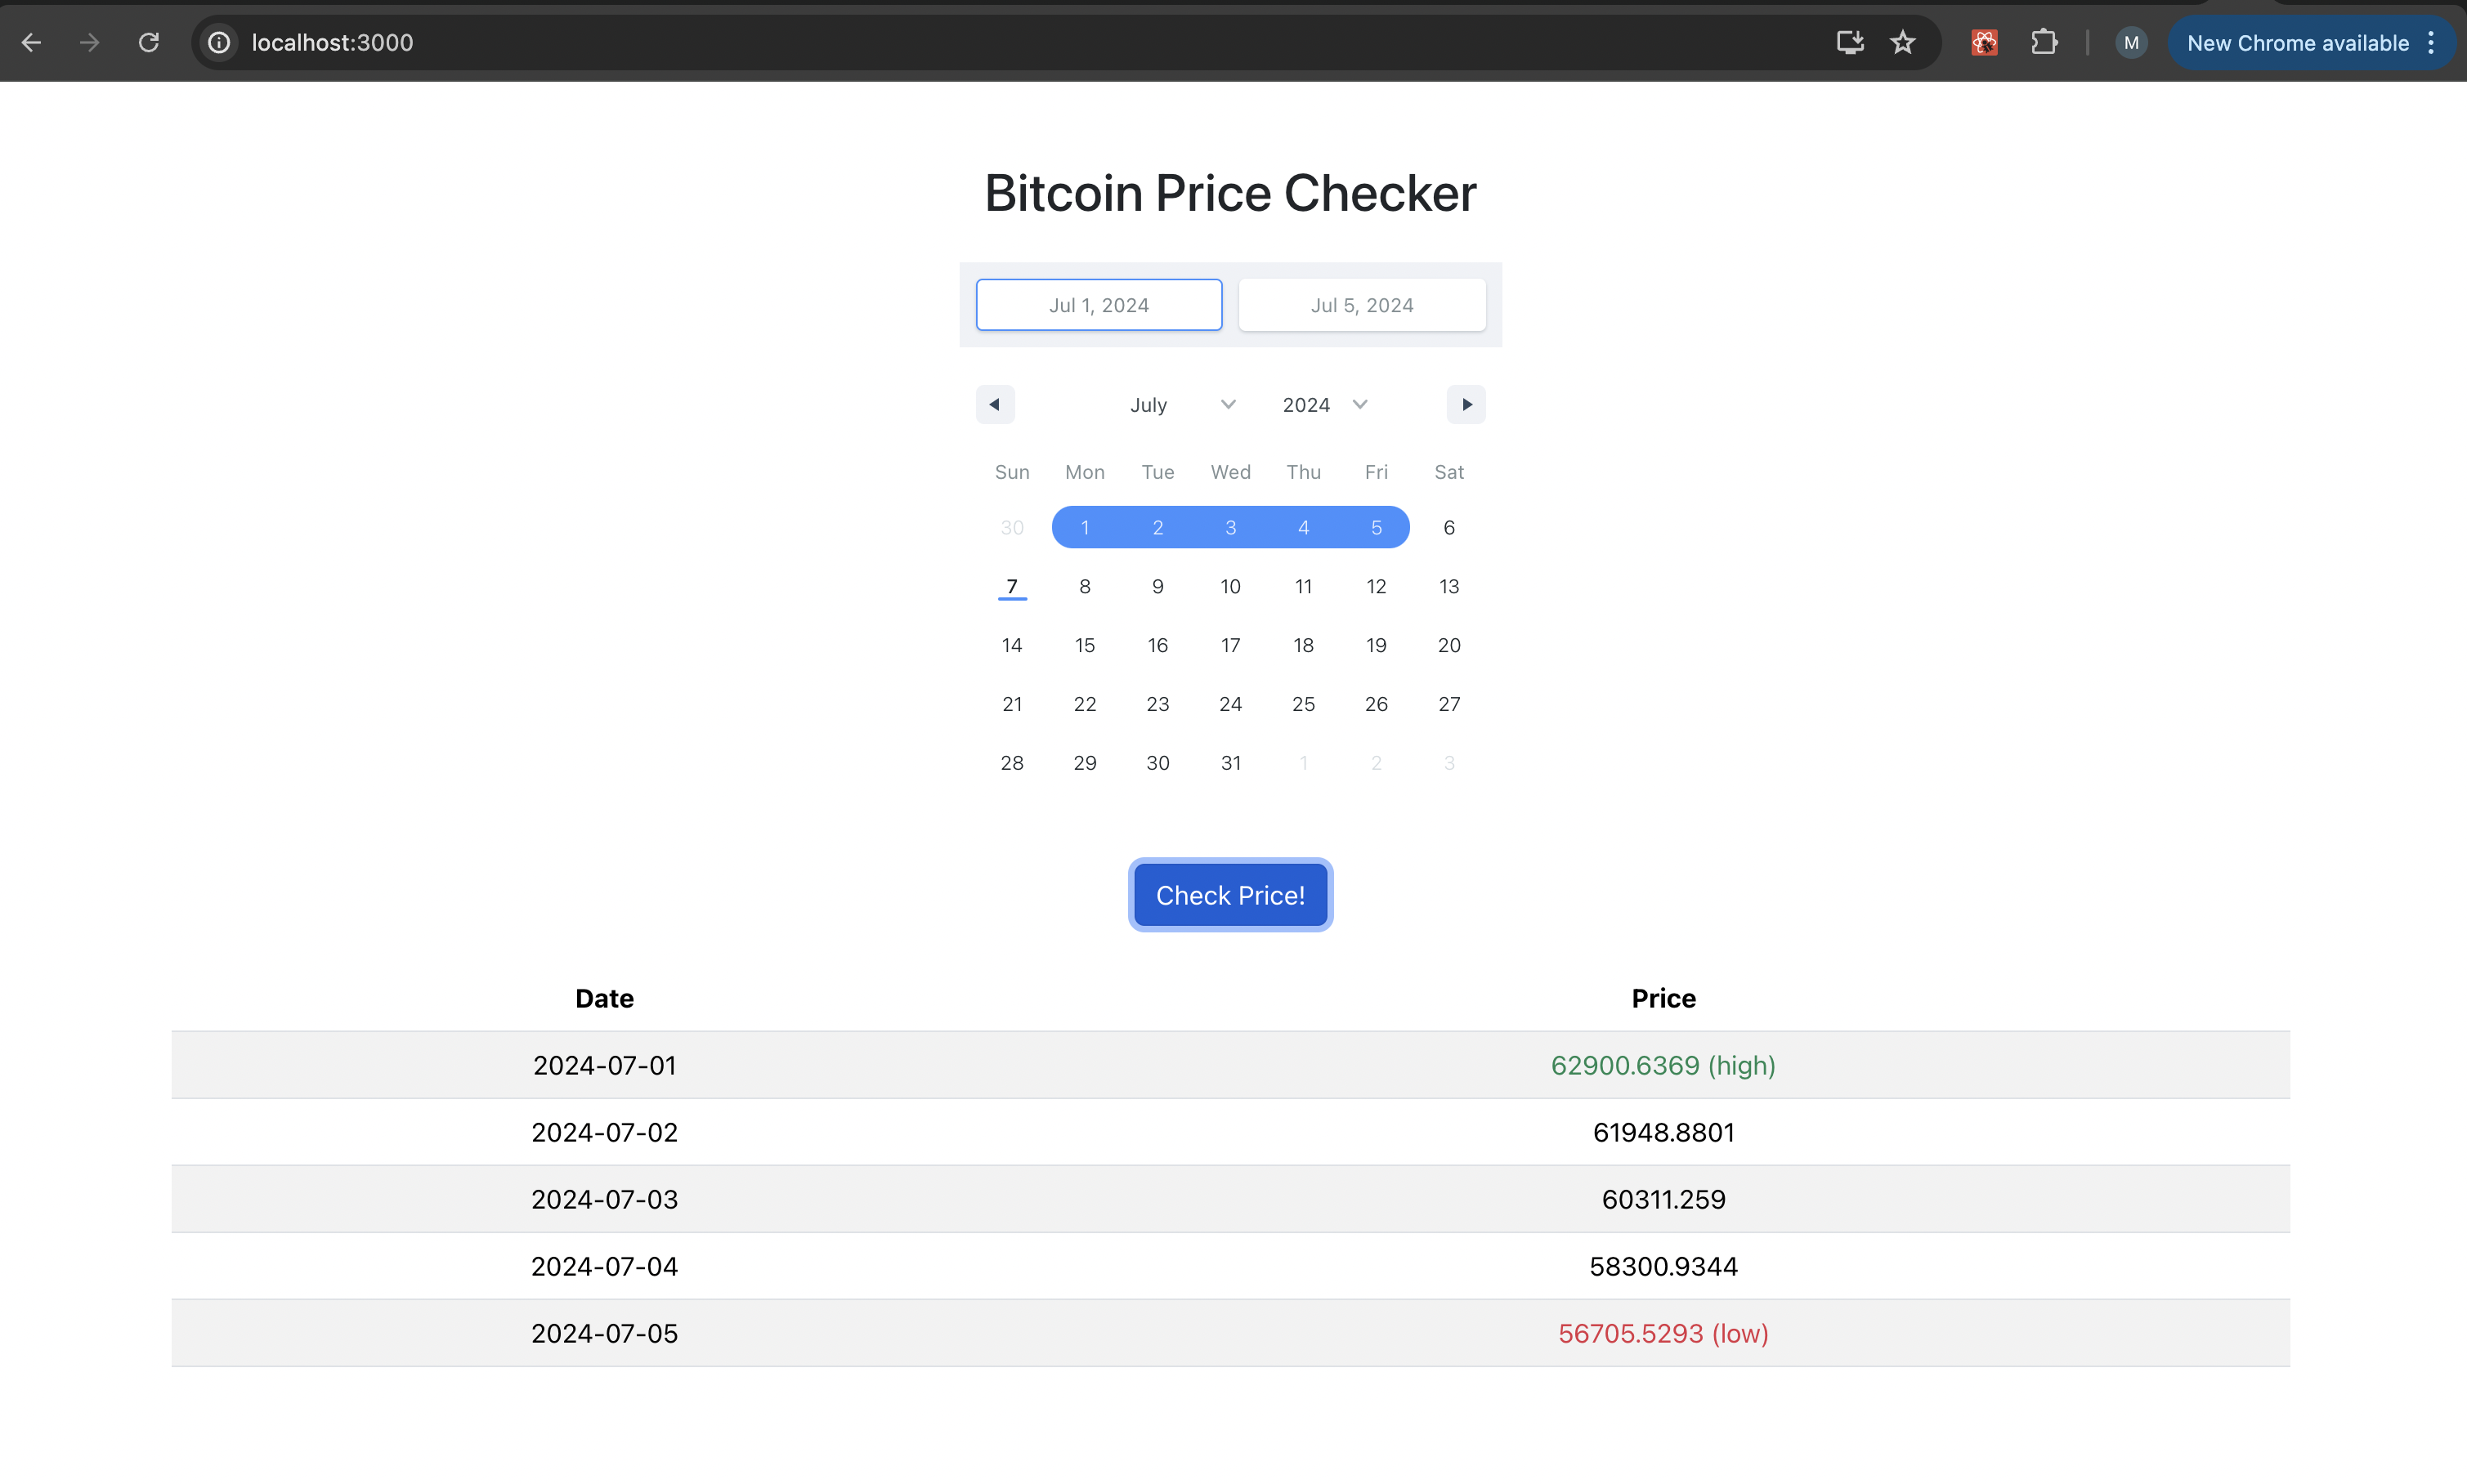 localhost:3000
M
New Chrome available
Bitcoin Price Checker
Jul 1, 2024 Jul 5, 2024
July 2024
Sun Mon Tue Wed Thu Fri Sat
30 1 2 3 4 5 6
7 8 9 10 11 12 13
14 15 16 17 18 19 20
21 22 23 24 25 26 27
28 29 30 31 1 2 3
Check Price!
Date Price
2024-07-01 62900.6369 (high)
2024-07-02 61948.8801
2024-07-03 60311.259
2024-07-04 58300.9344
2024-07-05 56705.5293 (low)